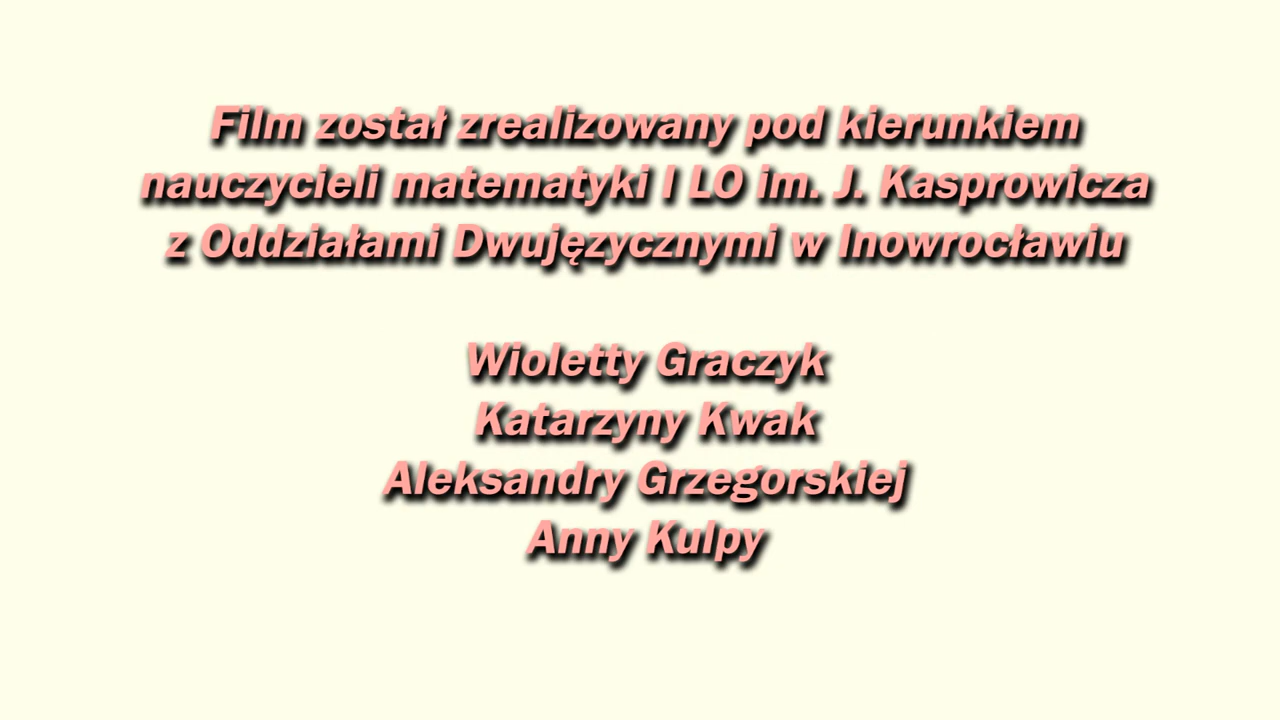 Film został zrealizowany pod kierunkiem
nauczycieli matematyki I LO im. J. Kasprowicza
z Oddziałami Dwujęzycznymi w Inowrocławiu
Wioletty Graczyk
Katarzyny Kwak
Aleksandry Grzegorskiej
Anny Kulpy